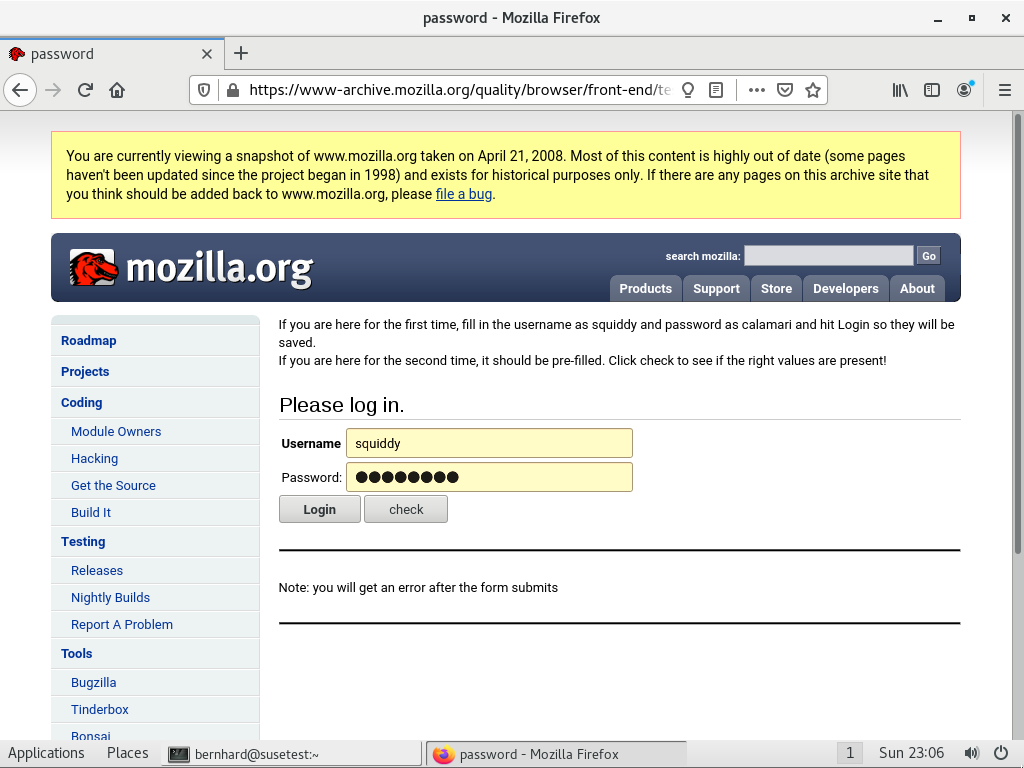 password - Mozilla Firefox
password
https://www-archive.mozilla.org/quality/browser/front-end/te
You are currently viewing a snapshot of www.mozilla.org taken on April 21, 2008. Most of this content is highly out of date (some pages
haven't been updated since the project began in 1998) and exists for historical purposes only. If there are any pages on this archive site that
you think should be added back to www.mozilla.org, please file a bug.
mozilla.org
search mozilla:
Go
Products
Support
Store
Developers
About
Roadmap
Projects
Coding
Module Owners
Hacking
Get the Source
Build It
Testing
Releases
Nightly Builds
Report A Problem
Tools
Bugzilla
Tinderbox
Bonsai
If you are here for the first time, fill in the username as squiddy and password as calamari and hit Login so they will be
saved.
If you are here for the second time, it should be pre-filled. Click check to see if the right values are present!
Please log in.
Username squiddy
Password: ●●●●●●●●
Login check
Note: you will get an error after the form submits
Applications Places bernhard@susetest:~ password - Mozilla Firefox 1 Sun 23:06